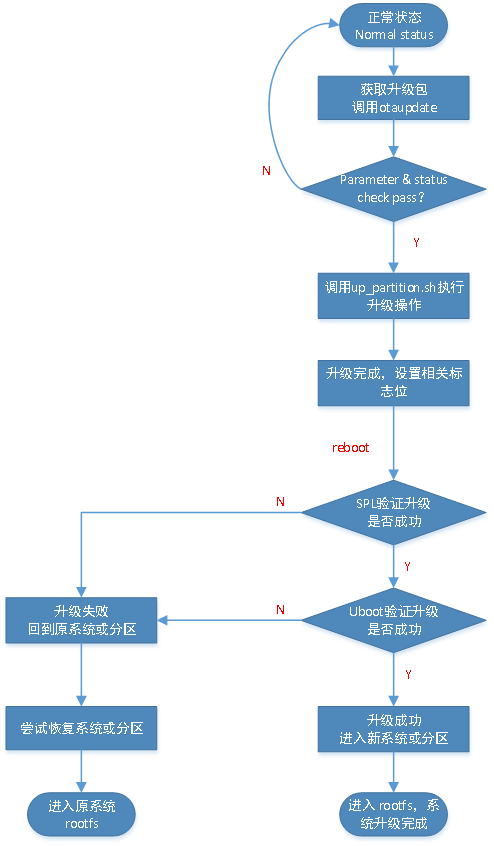 正常状态
Normal status
获取升级包
调用otaupdate
Parameter & status
check pass？
N
Y
调用up_partition.sh执行
升级操作
升级完成，设置相关标
志位
reboot
SPL验证升级
是否成功
N
Y
Uboot验证升级
是否成功
N
升级失败
回到原系统或分区
Y
尝试恢复系统或分区
升级成功
进入新系统或分区
进入原系统
rootfs
进入 rootfs，系
统升级完成